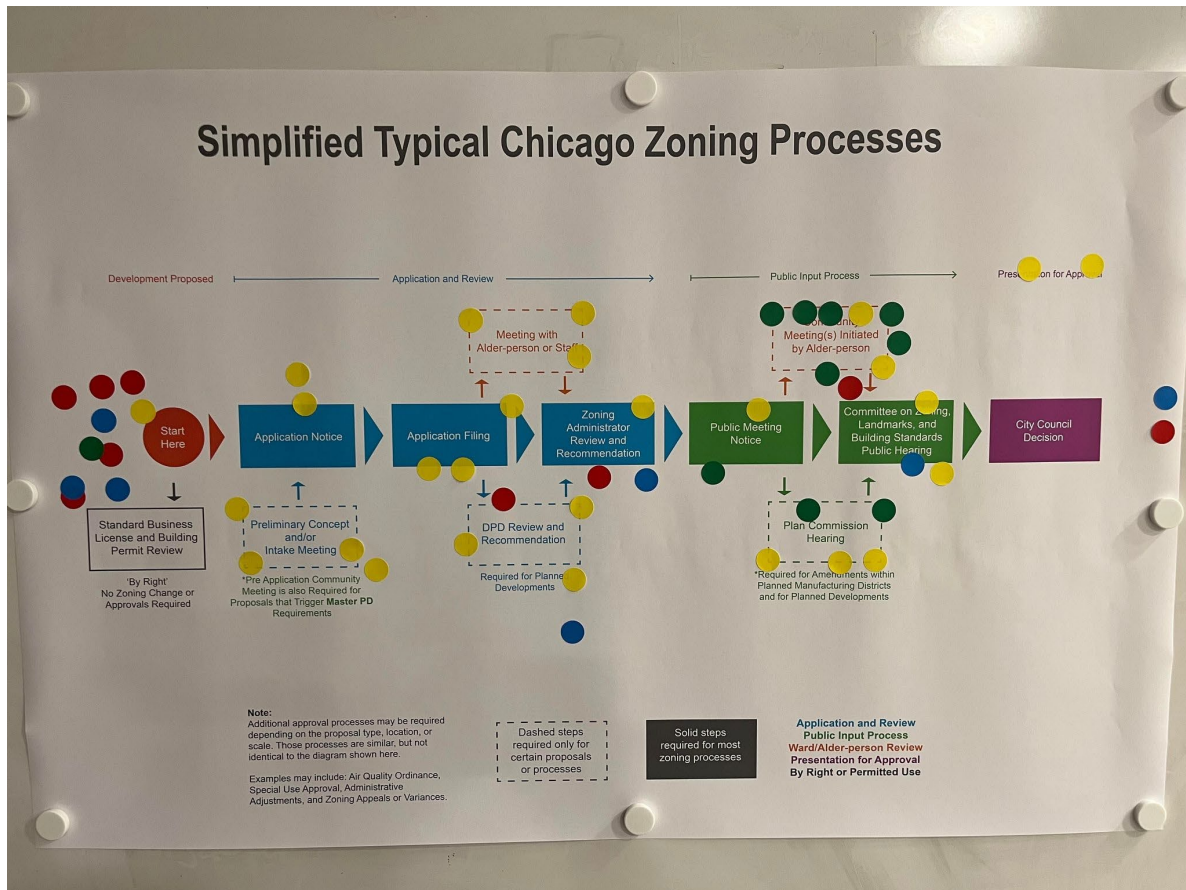 Simplified Typical Chicago Zoning Processes
Development Proposed
Application and Review
Public Input Process
for
Meeting with
Alder-person or Staff
Meeting(s) Initiated
by Alder-person
Start
Here
Application Notice
Application Filing
Zoning
Administrator
Review and
Recommendation
Public Meeting
Notice
Committee on Zoning,
Landmarks, and
Building Standards
Public Hearing
City Council
Decision
Standard Business
License and Building
Permit Review
'By Right'
No Zoning Change or
Approvals Required
Preliminary Concept
and/or
Intake Meeting
*Pre Application Community
Meeting is also Required for
Proposals that Trigger Master PD
Requirements
DPD Review and
Recommendation
Required for Planned
Developments
Plan Commission
Hearing
*Required for Amendments within
Planned Manufacturing Districts
and for Planned Developments
Note:
Additional approval processes may be required
depending on the proposal type, location, or
scale. Those processes are similar, but not
identical to the diagram shown here.
Examples may include: Air Quality Ordinance,
Special Use Approval, Administrative
Adjustments, and Zoning Appeals or Variances.
Dashed steps
required only for
certain proposals
or processes
Solid steps
required for most
zoning processes
Application and Review
Public Input Process
Ward/Alder-person Review
Presentation for Approval
By Right or Permitted Use